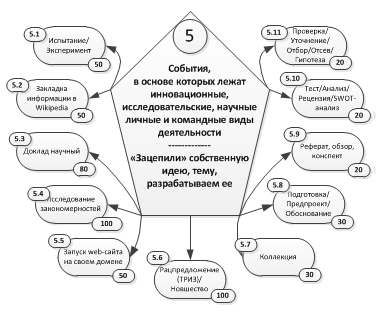 5
События,
в основе которых лежат
инновационные,
исследовательские, научные
личные и командные виды
деятельности
-------------
«Зацепили» собственную
идею, тему,
разрабатываем ее
5.1
Испытание/
Эксперимент
50
5.2
Закладка
информации в
Wikipedia
50
5.3
Доклад научный
80
5.4
Исследование
закономерностей
100
5.5
Запуск web-сайта
на своем домене
50
5.6
Рацпредложение
(ТРИЗ)/
Новшество
100
5.7
Коллекция
30
5.8
Подготовка/
Предпроект/
Обоснование
30
5.9
Реферат, обзор,
конспект
20
5.10
Тест/Анализ/
Рецензия/SWOT-
анализ
20
5.11
Проверка/
Уточнение/
Отбор/Отсев/
Гипотеза
20